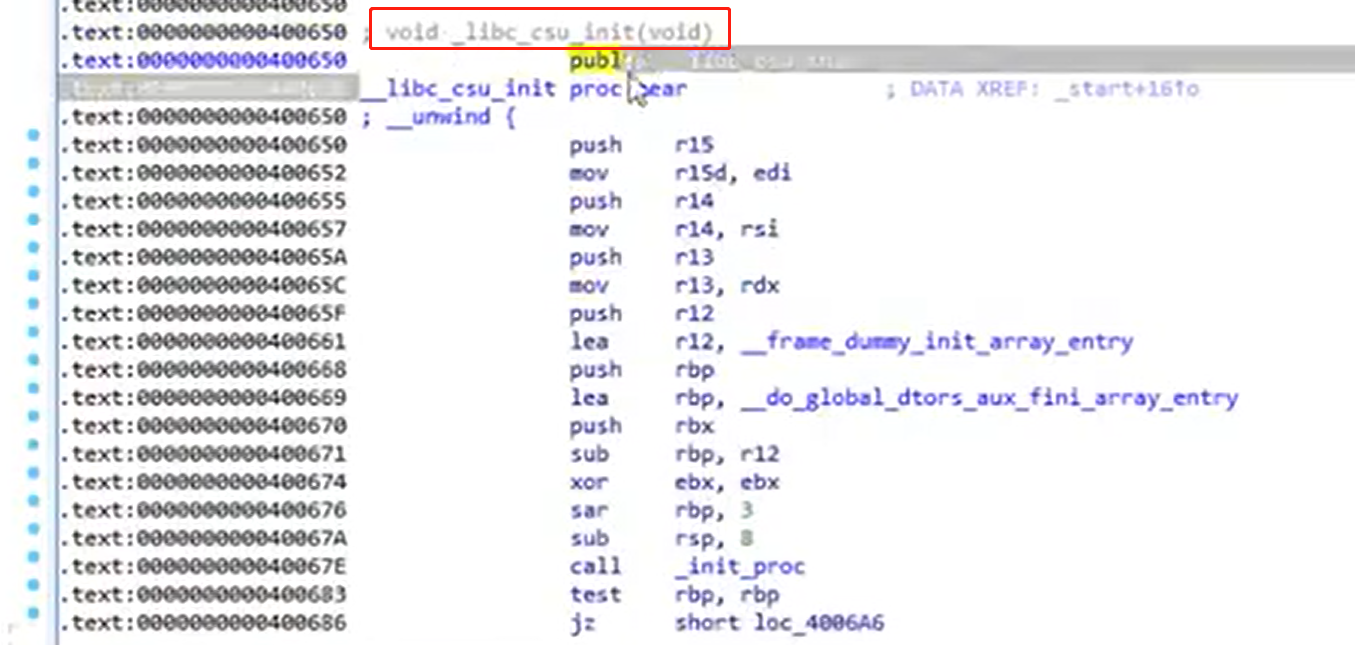 .text:0000000000400650
.text:0000000000400650 ; void _libc_csu_init(void)
.text:0000000000400650 publ
__libc_csu_init proc near ; DATA XREF: _start+16↑o
.text:0000000000400650 ; __unwind {
.text:0000000000400650 push r15
.text:0000000000400652 mov r15d, edi
.text:0000000000400655 push r14
.text:0000000000400657 mov r14, rsi
.text:000000000040065A push r13
.text:000000000040065C mov r13, rdx
.text:000000000040065F push r12
.text:0000000000400661 lea r12, __frame_dummy_init_array_entry
.text:0000000000400668 push rbp
.text:0000000000400669 lea rbp, __do_global_dtors_aux_fini_array_entry
.text:0000000000400670 push rbx
.text:0000000000400671 sub rbp, r12
.text:0000000000400674 xor ebx, ebx
.text:0000000000400676 sar rbp, 3
.text:000000000040067A sub rsp, 8
.text:000000000040067E call _init_proc
.text:0000000000400683 test rbp, rbp
.text:0000000000400686 jz short loc_4006A6